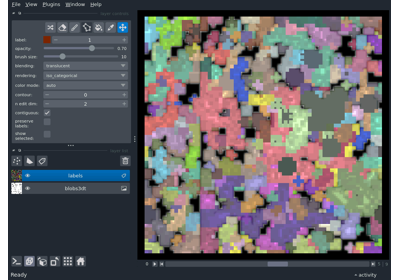 File View Plugins Window Help
label: 1
opacity: 0.70
brush size: 10
blending: translucent
rendering: iso_categorical
color mode: auto
contour: 0
n edit dim: 2
contiguous:
preserve
labels:
show
selected:
labels
blobs3dt
Ready
activity